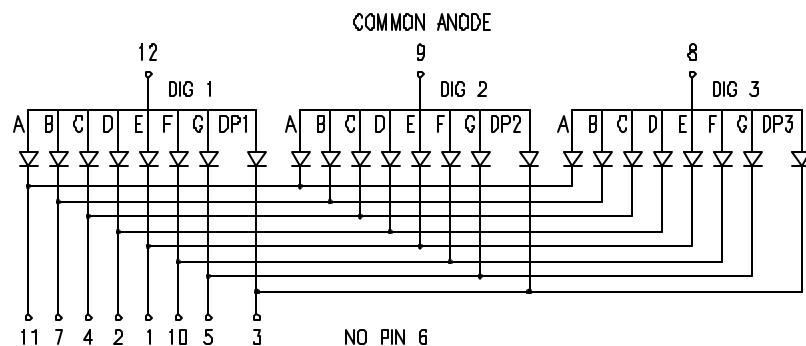 COMMON ANODE
12 9 8
DIG 1 DIG 2 DIG 3
A B C D E F G DP1 A B C D E F G DP2 A B C D E F G DP3
11 7 4 2 1 10 5 3 NO PIN 6